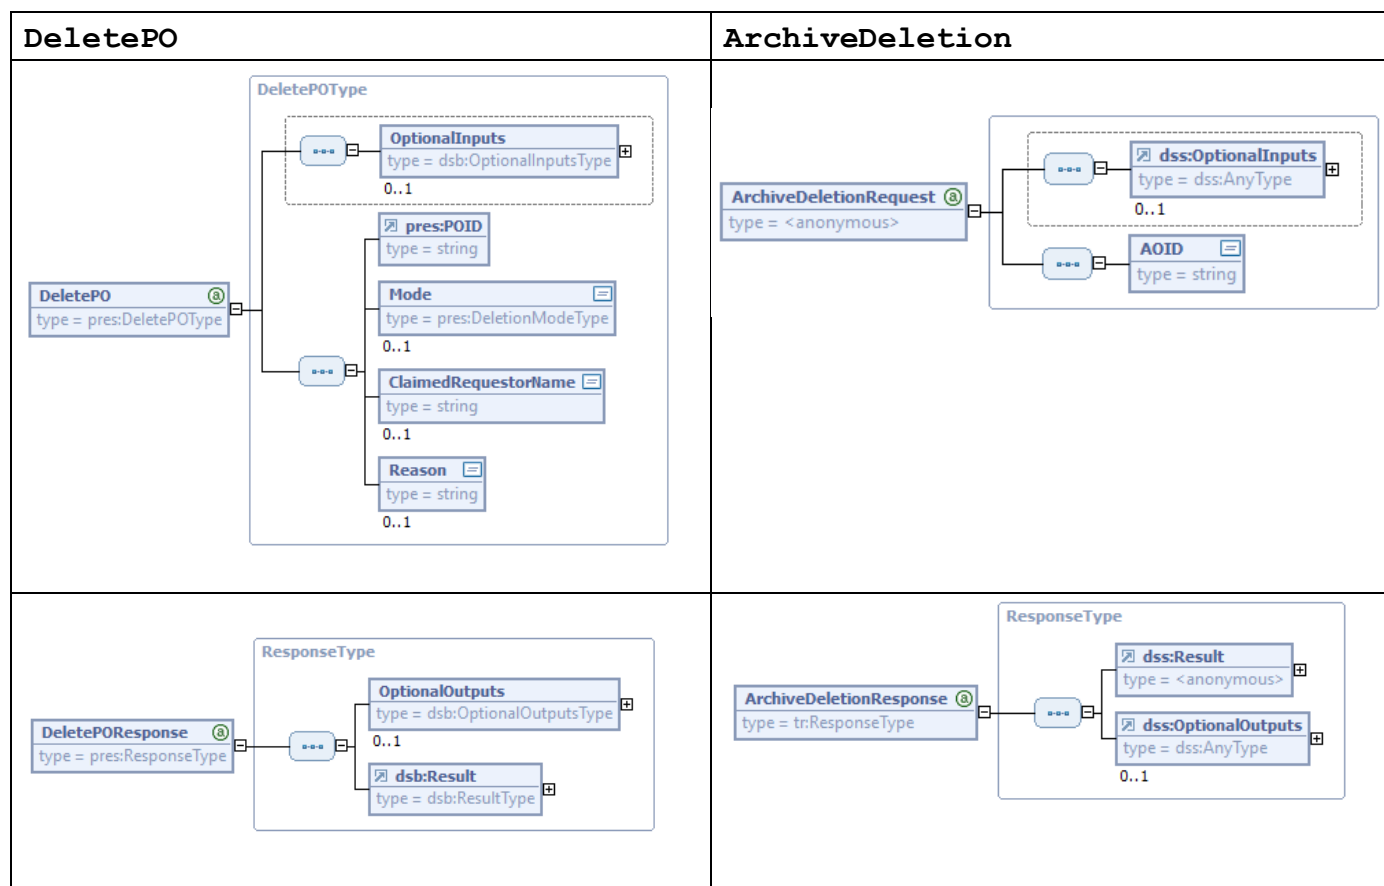 DeletePO
ArchiveDeletion
DeletePOType
OptionalInputs
type = dsb:OptionalInputsType
0..1
pres:POID
type = string
Mode
type = pres:DeletionModeType
0..1
DeletePO
type = pres:DeletePOType
ClaimedRequestorName
type = string
0..1
Reason
type = string
0..1
dss:OptionalInputs
type = dss:AnyType
0..1
ArchiveDeletionRequest
type = <anonymous>
AOID
type = string
ResponseType
OptionalOutputs
type = dsb:OptionalOutputsType
0..1
DeletePOResponse
type = pres:ResponseType
dsb:Result
type = dsb:ResultType
ResponseType
dss:Result
type = <anonymous>
ArchiveDeletionResponse
type = tr:ResponseType
dss:OptionalOutputs
type = dss:AnyType
0..1